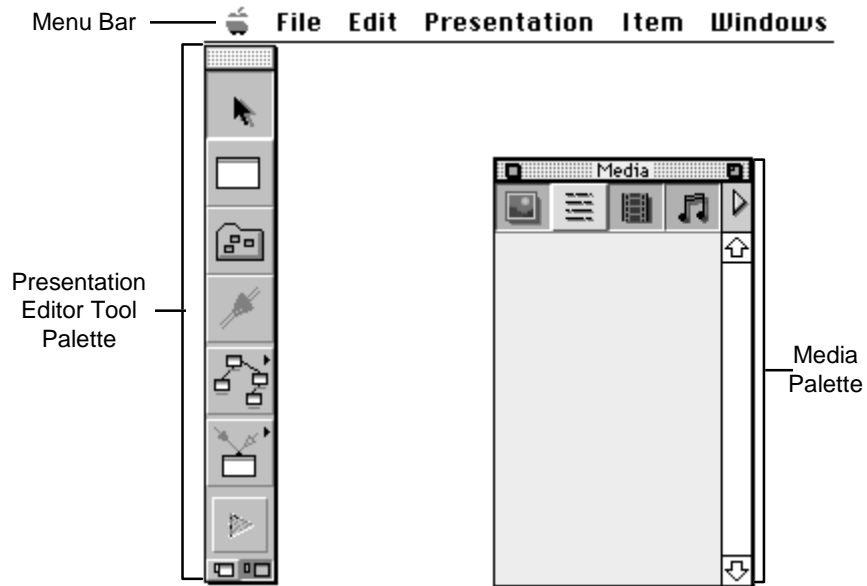 Menu Bar
File Edit Presentation Item Windows
Media
Presentation
Editor Tool
Palette
Media
Palette